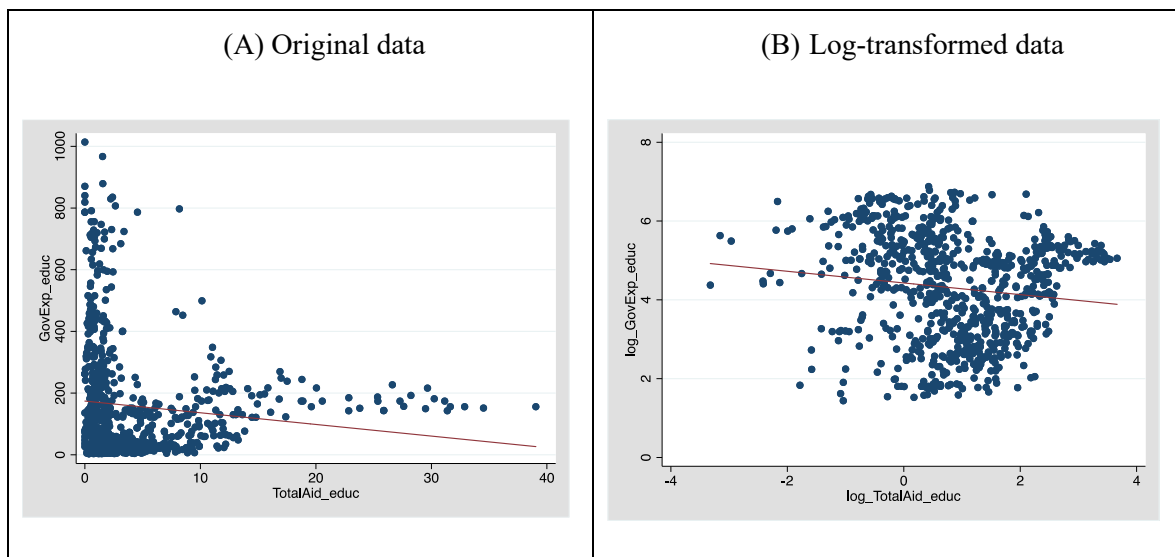 (A) Original data
(B) Log-transformed data
GovExp_educ
1000
800
600
400
200
0
0 10 20 30 40
TotalAid_educ
log_GovExp_educ
8
6
4
2
0
-4 -2 0 2 4
log_TotalAid_educ